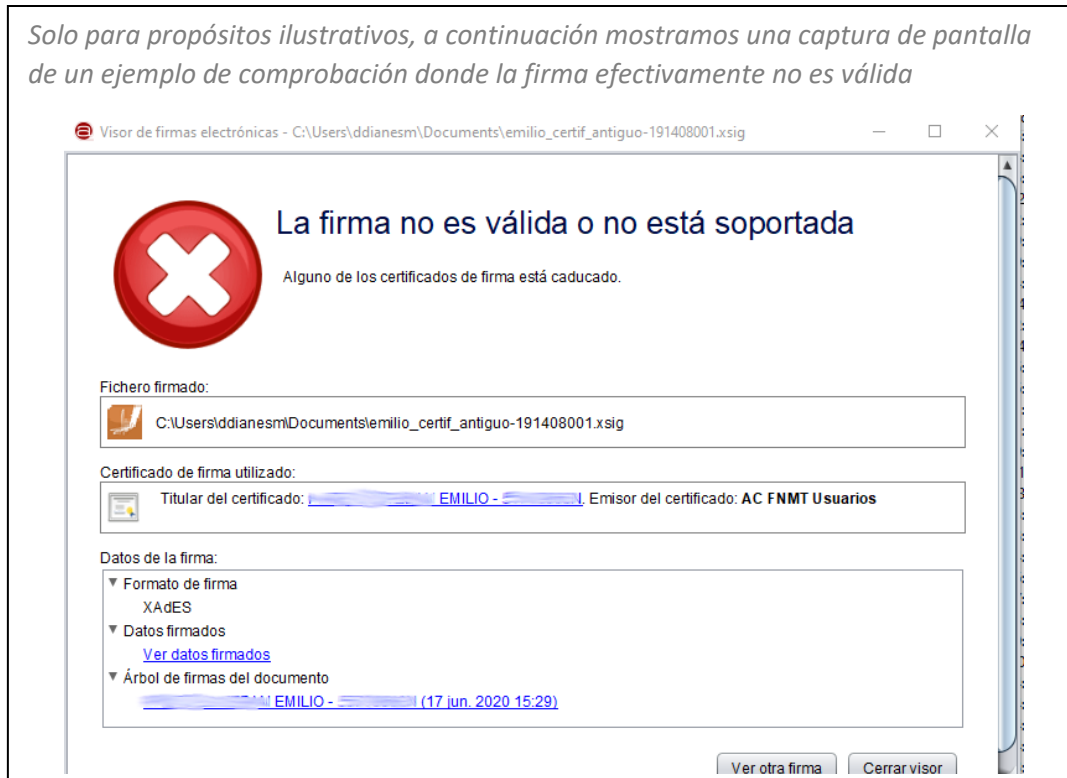 Solo para propósitos ilustrativos, a continuación mostramos una captura de pantalla
de un ejemplo de comprobación donde la firma efectivamente no es válida
Visor de firmas electrónicas - C:\Users\ddianesm\Documents\emilio_certif_antiguo-191408001.xsig
La firma no es válida o no está soportada
Alguno de los certificados de firma está caducado.
Fichero firmado:
C:\Users\ddianesm\Documents\emilio_certif_antiguo-191408001.xsig
Certificado de firma utilizado:
Titular del certificado: EMILIO - . Emisor del certificado: AC FNMT Usuarios
Datos de la firma:
Formato de firma
XAdES
Datos firmados
Ver datos firmados
Árbol de firmas del documento
EMILIO - (17 jun. 2020 15:29)
Ver otra firma Cerrar visor